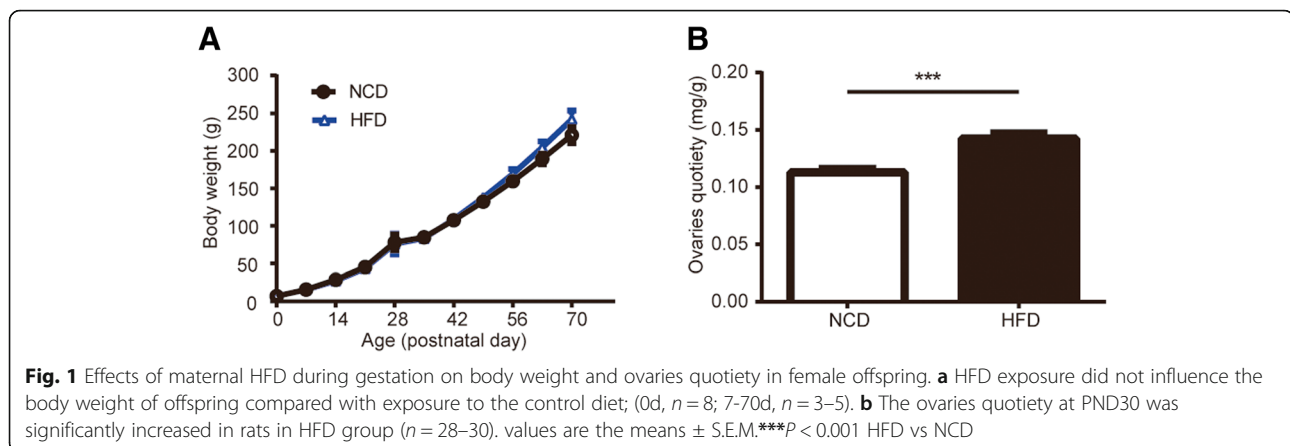 A
B
300
250
200
150
100
50
0
Body weight (g)
NCD
HFD
0 14 28 42 56 70
Age (postnatal day)
0.20
0.15
0.10
0.05
0.00
Ovaries quotiety (mg/g)
***
NCD HFD
Fig. 1 Effects of maternal HFD during gestation on body weight and ovaries quotiety in female offspring. a HFD exposure did not influence the
body weight of offspring compared with exposure to the control diet; (0d, n = 8; 7-70d, n = 3–5). b The ovaries quotiety at PND30 was
significantly increased in rats in HFD group (n = 28–30). values are the means ± S.E.M.***P < 0.001 HFD vs NCD